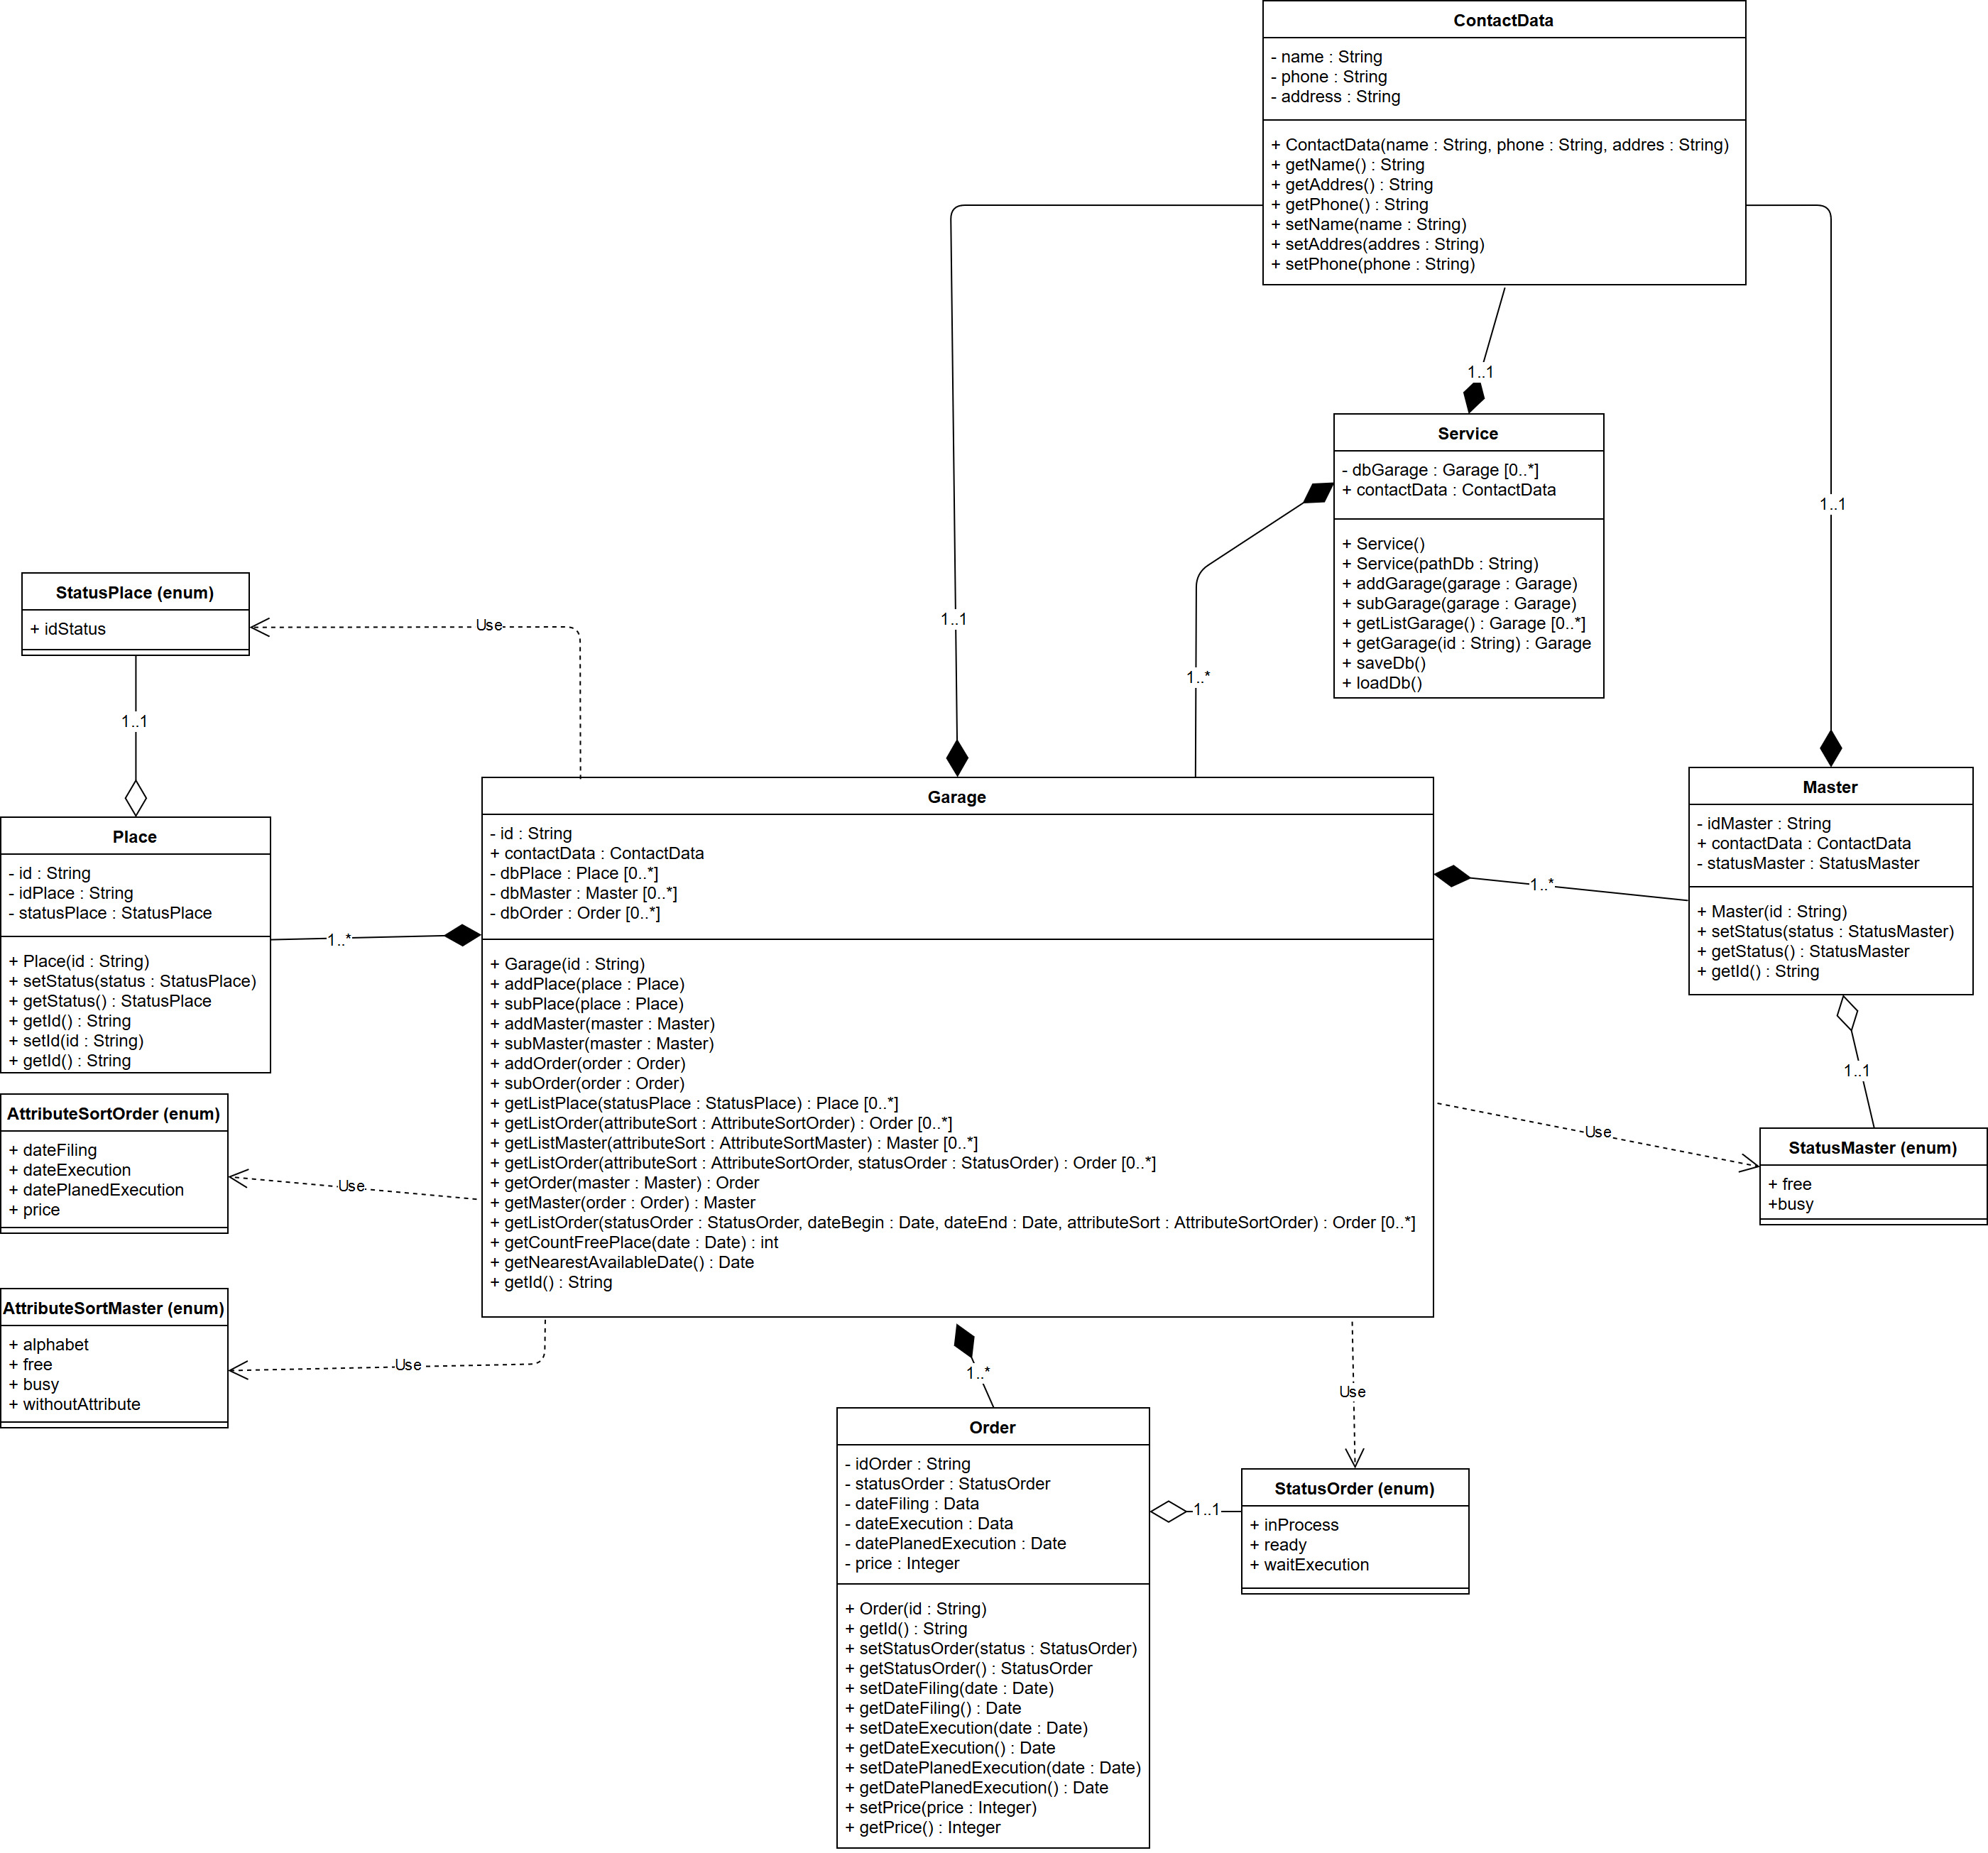 ContactData
- name : String
- phone : String
- address : String
+ ContactData(name : String, phone : String, addres : String)
+ getName() : String
+ getAddres() : String
+ getPhone() : String
+ setName(name : String)
+ setAddres(addres : String)
+ setPhone(phone : String)
1..1
Service
- dbGarage : Garage [0..*]
+ contactData : ContactData
+ Service()
+ Service(pathDb : String)
+ addGarage(garage : Garage)
+ subGarage(garage : Garage)
+ getListGarage() : Garage [0..*]
+ getGarage(id : String) : Garage
+ saveDb()
+ loadDb()
1..1
1..1
1..*
StatusPlace (enum)
+ idStatus
Use
1..1
Place
- id : String
- idPlace : String
- statusPlace : StatusPlace
+ Place(id : String)
+ setStatus(status : StatusPlace)
+ getStatus() : StatusPlace
+ getId() : String
+ setId(id : String)
+ getId() : String
1..*
Garage
- id : String
+ contactData : ContactData
- dbPlace : Place [0..*]
- dbMaster : Master [0..*]
- dbOrder : Order [0..*]
+ Garage(id : String)
+ addPlace(place : Place)
+ subPlace(place : Place)
+ addMaster(master : Master)
+ subMaster(master : Master)
+ addOrder(order : Order)
+ subOrder(order : Order)
+ getListPlace(statusPlace : StatusPlace) : Place [0..*]
+ getListOrder(attributeSort : AttributeSortOrder) : Order [0..*]
+ getListMaster(attributeSort : AttributeSortMaster) : Master [0..*]
+ getListOrder(attributeSort : AttributeSortOrder, statusOrder : StatusOrder) : Order [0..*]
+ getOrder(master : Master) : Order
+ getMaster(order : Order) : Master
+ getListOrder(statusOrder : StatusOrder, dateBegin : Date, dateEnd : Date, attributeSort : AttributeSortOrder) : Order [0..*]
+ getCountFreePlace(date : Date) : int
+ getNearestAvailableDate() : Date
+ getId() : String
1..*
Master
- idMaster : String
+ contactData : ContactData
- statusMaster : StatusMaster
+ Master(id : String)
+ setStatus(status : StatusMaster)
+ getStatus() : StatusMaster
+ getId() : String
1..1
Use
StatusMaster (enum)
+ free
+busy
AttributeSortOrder (enum)
+ dateFiling
+ dateExecution
+ datePlanedExecution
+ price
Use
AttributeSortMaster (enum)
+ alphabet
+ free
+ busy
+ withoutAttribute
Use
1..*
Use
Order
- idOrder : String
- statusOrder : StatusOrder
- dateFiling : Data
- dateExecution : Data
- datePlanedExecution : Date
- price : Integer
+ Order(id : String)
+ getId() : String
+ setStatusOrder(status : StatusOrder)
+ getStatusOrder() : StatusOrder
+ setDateFiling(date : Date)
+ getDateFiling() : Date
+ setDateExecution(date : Date)
+ getDateExecution() : Date
+ setDatePlanedExecution(date : Date)
+ getDatePlanedExecution() : Date
+ setPrice(price : Integer)
+ getPrice() : Integer
1..1
StatusOrder (enum)
+ inProcess
+ ready
+ waitExecution